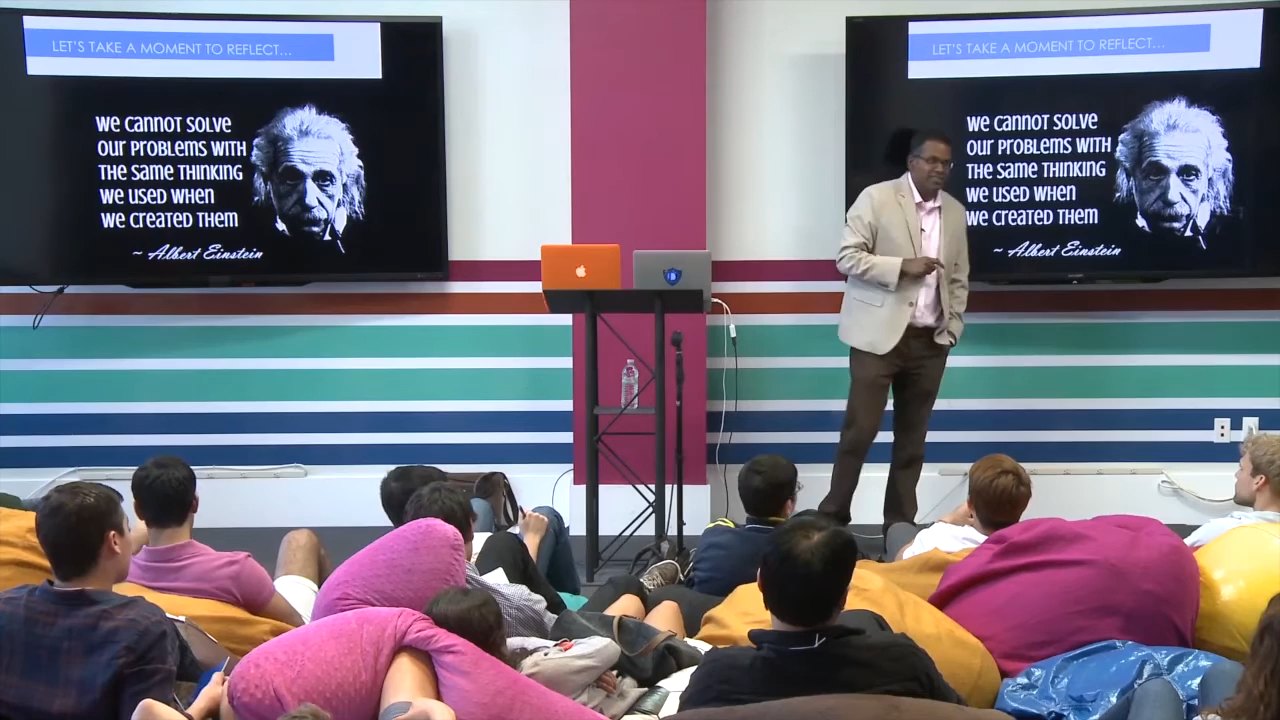 LET'S TAKE A MOMENT TO REFLECT...
WE CANNOT SOLVE
OUR PROBLEMS WITH
THE SAME THINKING
WE USED WHEN
WE CREATED THEM
~ Albert Einstein
LET'S TAKE A MOMENT TO REFLECT...
WE CANNOT SOLVE
OUR PROBLEMS WITH
THE SAME THINKING
WE USED WHEN
WE CREATED THEM
~ Albert Einstein